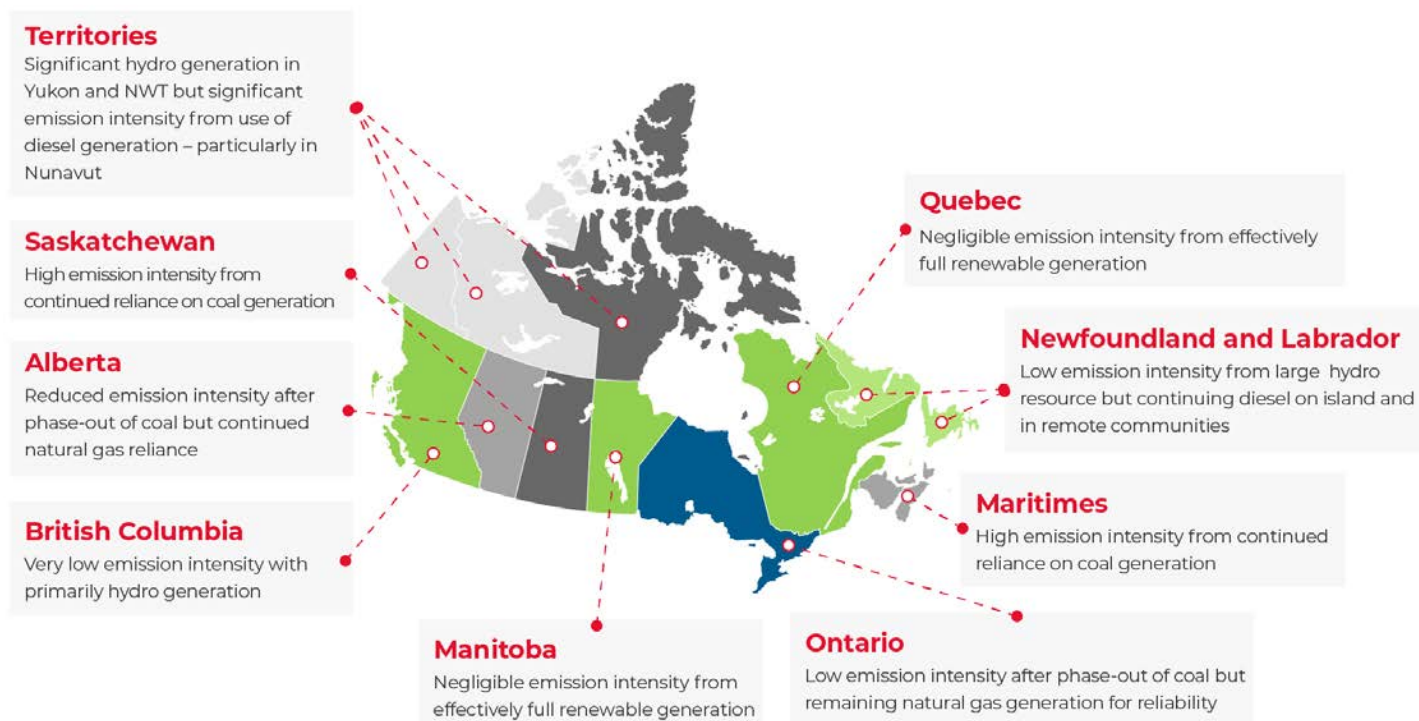 Territories
Significant hydro generation in
Yukon and NWT but significant
emission intensity from use of
diesel generation – particularly in
Nunavut
Saskatchewan
High emission intensity from
continued reliance on coal generation
Alberta
Reduced emission intensity after
phase-out of coal but continued
natural gas reliance
British Columbia
Very low emission intensity with
primarily hydro generation
Manitoba
Negligible emission intensity from
effectively full renewable generation
Quebec
Negligible emission intensity from effectively
full renewable generation
Newfoundland and Labrador
Low emission intensity from large hydro
resource but continuing diesel on island and
in remote communities
Maritimes
High emission intensity from continued
reliance on coal generation
Ontario
Low emission intensity after phase-out of coal but
remaining natural gas generation for reliability